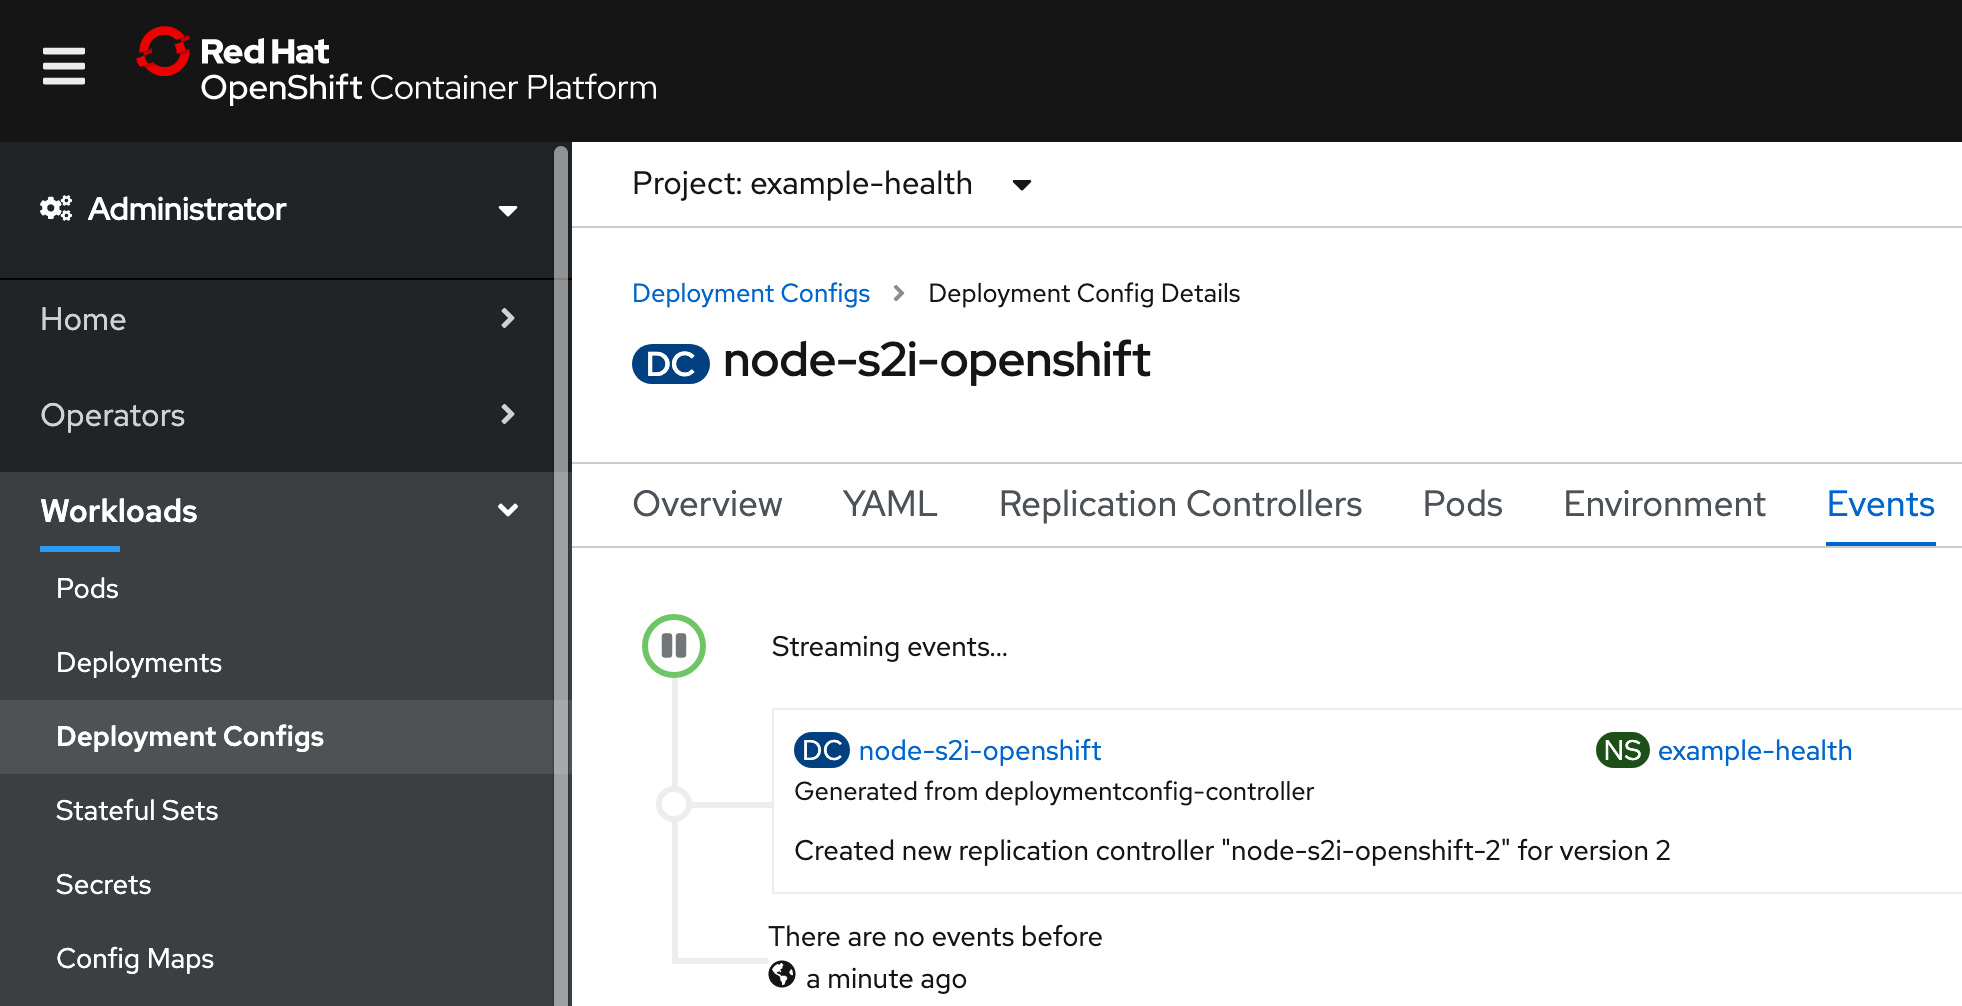 Red Hat
OpenShift Container Platform
Administrator
Home
Operators
Workloads
Pods
Deployments
Deployment Configs
Stateful Sets
Secrets
Config Maps
Project: example-health
Deployment Configs > Deployment Config Details
DC node-s2i-openshift
Overview YAML Replication Controllers Pods Environment Events
Streaming events...
DC node-s2i-openshift NS example-health
Generated from deploymentconfig-controller
Created new replication controller "node-s2i-openshift-2" for version 2
There are no events before
a minute ago